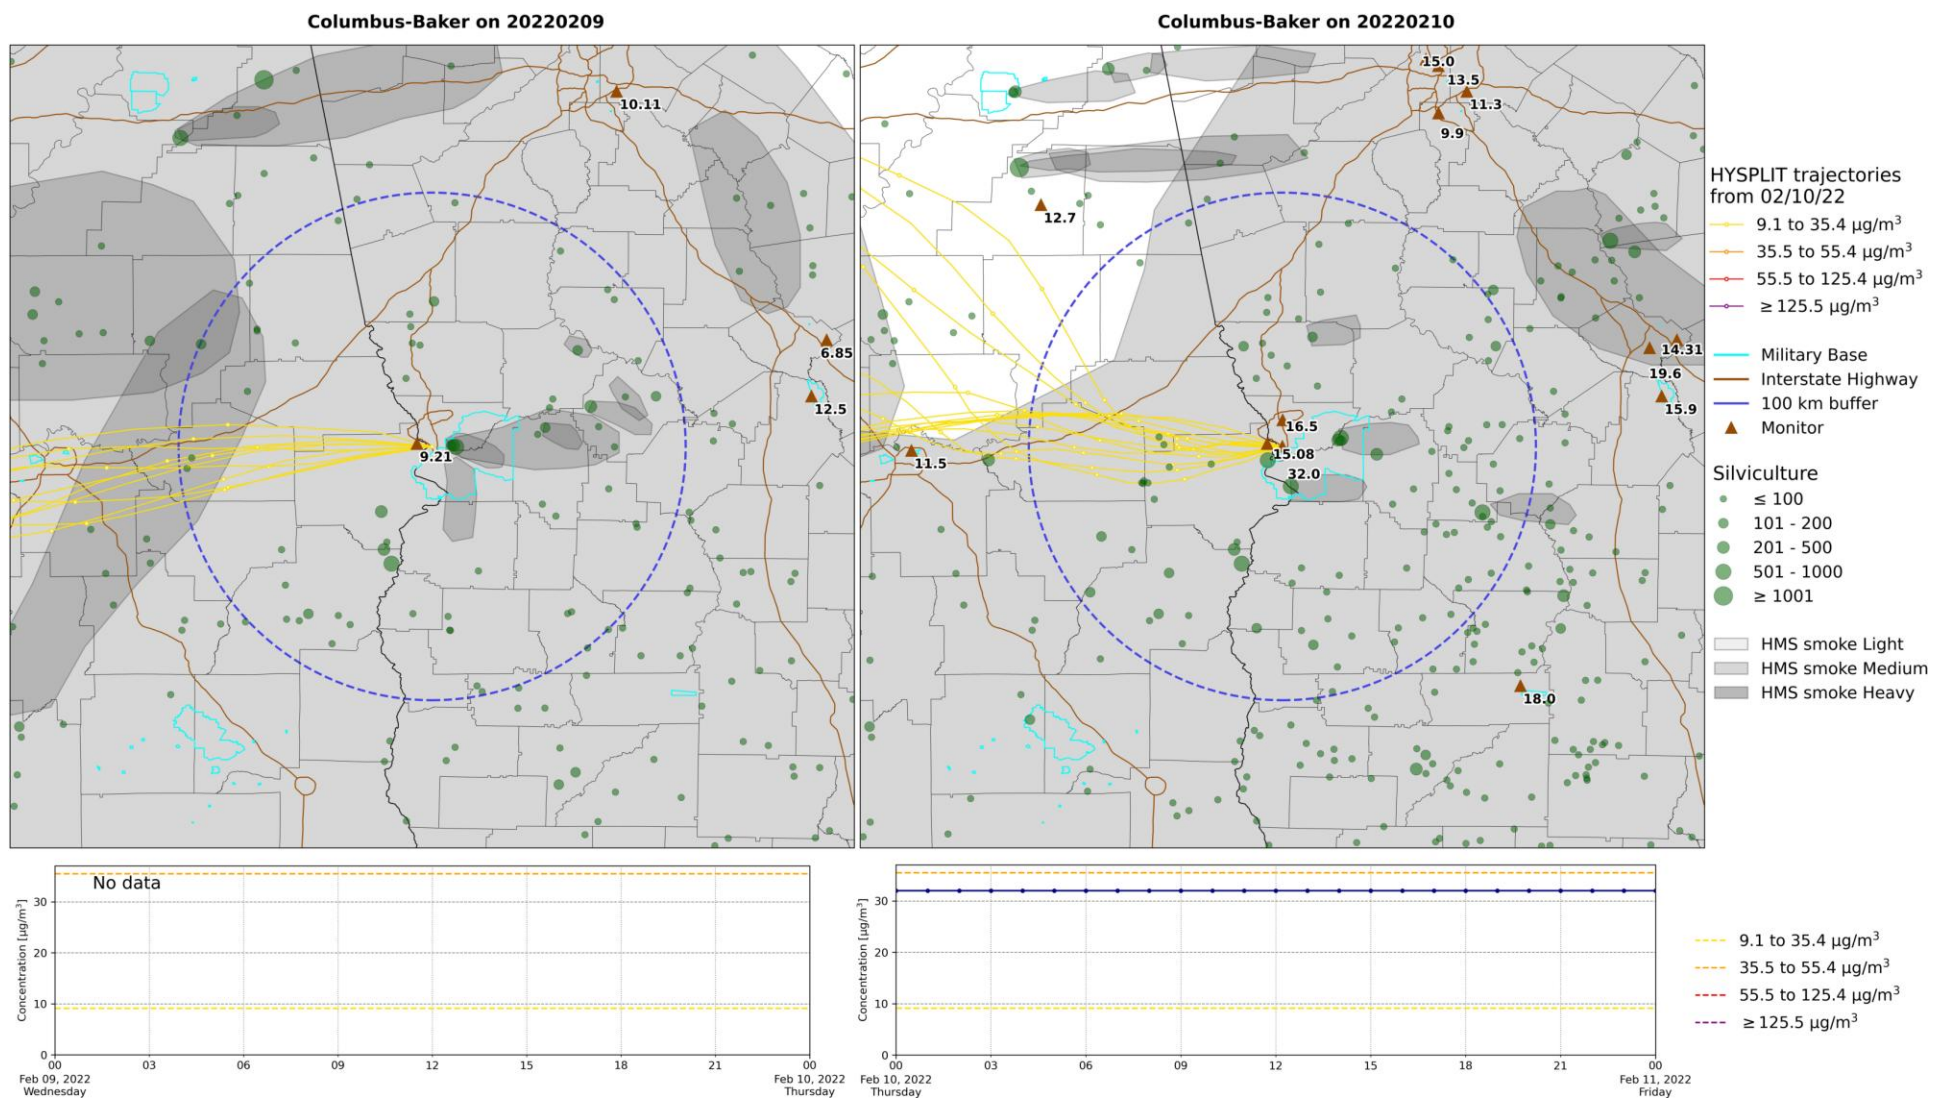 Columbus-Baker on 20220209
10.11
6.85
12.5
9.21
Columbus-Baker on 20220210
15.0
13.5
11.3
9.9
12.7
14.31
19.6
15.9
16.5
15.08
11.5
32.0
18.0
HYSPLIT trajectories
from 02/10/22
9.1 to 35.4 µg/m³
35.5 to 55.4 µg/m³
55.5 to 125.4 µg/m³
≥ 125.5 µg/m³
Military Base
Interstate Highway
100 km buffer
Monitor
Silviculture
≤ 100
101 - 200
201 - 500
501 - 1000
≥ 1001
HMS smoke Light
HMS smoke Medium
HMS smoke Heavy
No data
Concentration [µg/m³]
30
20
10
0
00 03 06 09 12 15 18 21 00
Feb 09, 2022 Feb 10, 2022
Wednesday Thursday
Concentration [µg/m³]
30
20
10
0
00 03 06 09 12 15 18 21 00
Feb 10, 2022 Feb 11, 2022
Thursday Friday
9.1 to 35.4 µg/m³
35.5 to 55.4 µg/m³
55.5 to 125.4 µg/m³
≥ 125.5 µg/m³